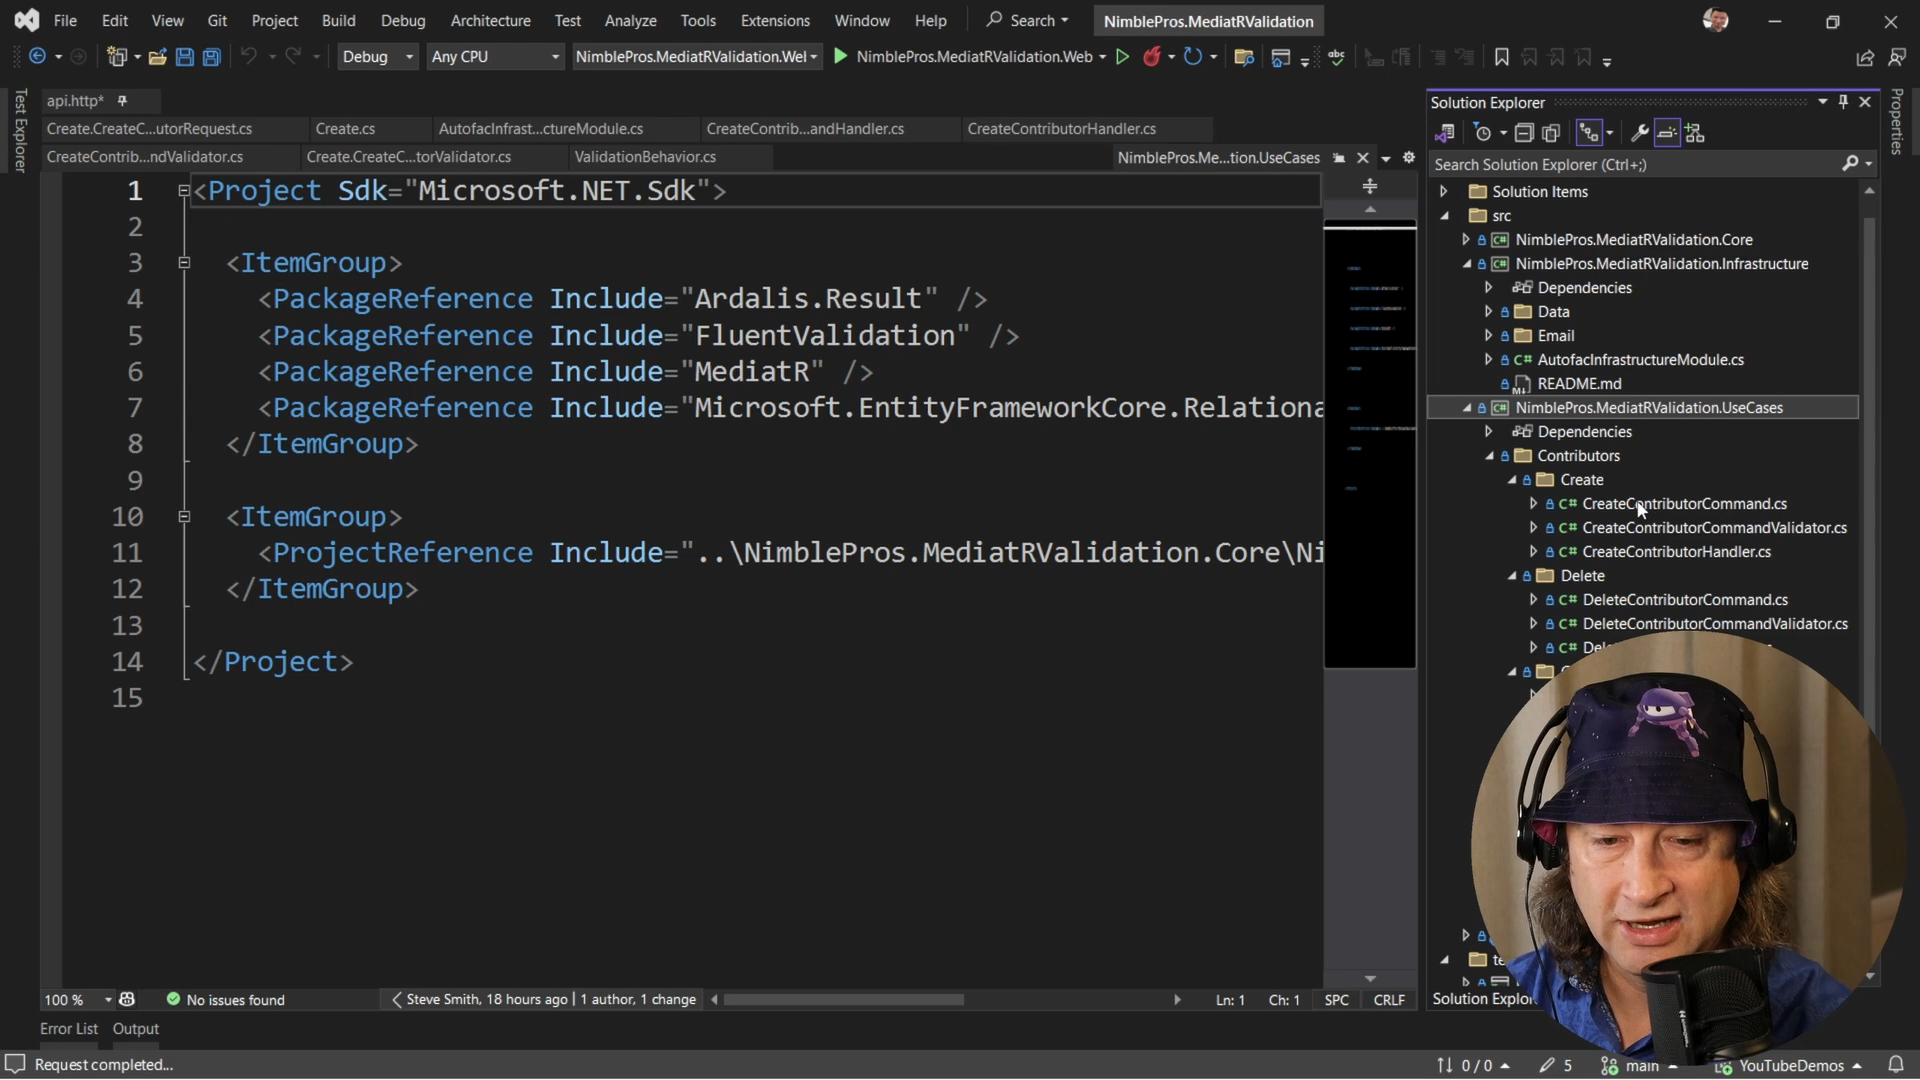 File Edit View Git Project Build Debug Architecture Test Analyze Tools Extensions Window Help Search NimblePros.MediatRValidation
Debug Any CPU NimblePros.MediatRValidation.Wel NimblePros.MediatRValidation.Web
Test Explorer
api.http*
Create.CreateC...utorRequest.cs Create.cs AutofacInfrast...ctureModule.cs CreateContrib...andHandler.cs CreateContributorHandler.cs
CreateContrib...ndValidator.cs Create.CreateC...torValidator.cs ValidationBehavior.cs NimblePros.Me...tion.UseCases
1 <Project Sdk="Microsoft.NET.Sdk">
2
3 <ItemGroup>
4 <PackageReference Include="Ardalis.Result" />
5 <PackageReference Include="FluentValidation" />
6 <PackageReference Include="MediatR" />
7 <PackageReference Include="Microsoft.EntityFrameworkCore.Relationa
8 </ItemGroup>
9
10 <ItemGroup>
11 <ProjectReference Include="..\NimblePros.MediatRValidation.Core\Ni
12 </ItemGroup>
13
14 </Project>
15
100 % No issues found Steve Smith, 18 hours ago | 1 author, 1 change Ln: 1 Ch: 1 SPC CRLF
Error List Output
Solution Explorer
Search Solution Explorer (Ctrl+;)
Solution Items
src
NimblePros.MediatRValidation.Core
NimblePros.MediatRValidation.Infrastructure
Dependencies
Data
Email
AutofacInfrastructureModule.cs
README.md
NimblePros.MediatRValidation.UseCases
Dependencies
Contributors
Create
CreateContributorCommand.cs
CreateContributorCommandValidator.cs
CreateContributorHandler.cs
Delete
DeleteContributorCommand.cs
DeleteContributorCommandValidator.cs
Properties
Request completed... 0 / 0 5 main YouTubeDemos